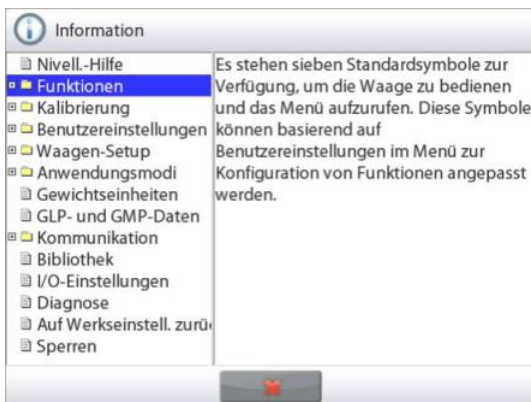 Information
Nivell.-Hilfe
Funktionen
Kalibrierung
Benutzereinstellungen
Waagen-Setup
Anwendungsmodi
Gewichtseinheiten
GLP- und GMP-Daten
Kommunikation
Bibliothek
I/O-Einstellungen
Diagnose
Auf Werkseinstell. zurü
Sperren
Es stehen sieben Standardsymbole zur
Verfügung, um die Waage zu bedienen
und das Menü aufzurufen. Diese Symbole
können basierend auf
Benutzereinstellungen im Menü zur
Konfiguration von Funktionen angepasst
werden.